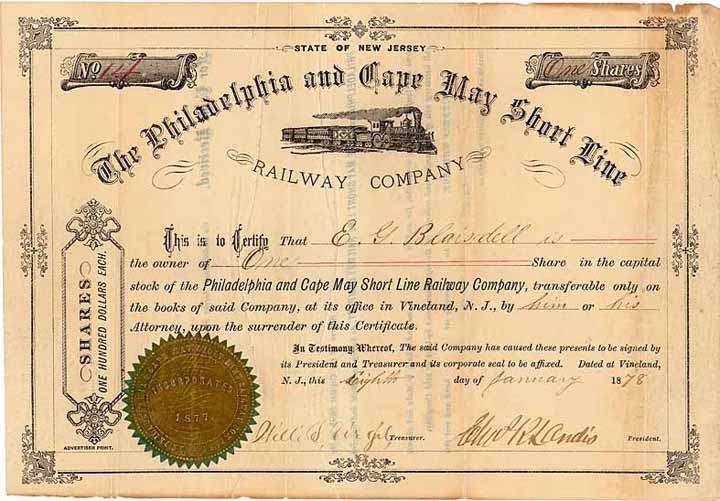 STATE OF NEW JERSEY
No
One Shares
The Philadelphia and Cape May Short Line
RAILWAY COMPANY
This is to Certify That E. G. Blaisdell is
the owner of One Share in the capital
stock of the Philadelphia and Cape May Short Line Railway Company, transferable only on
the books of said Company, at its office in Vineland, N. J., by him or his
Attorney, upon the surrender of this Certificate.
In Testimony Whereof, The said Company has caused these presents to be signed by
its President and Treasurer and its corporate seal to be affixed. Dated at Vineland,
N. J., this Eighth day of January 1878
Treasurer.
Landis President.
SHARES
ONE HUNDRED DOLLARS EACH.
INCORPORATED
1877
ADVERTISER PRINT.